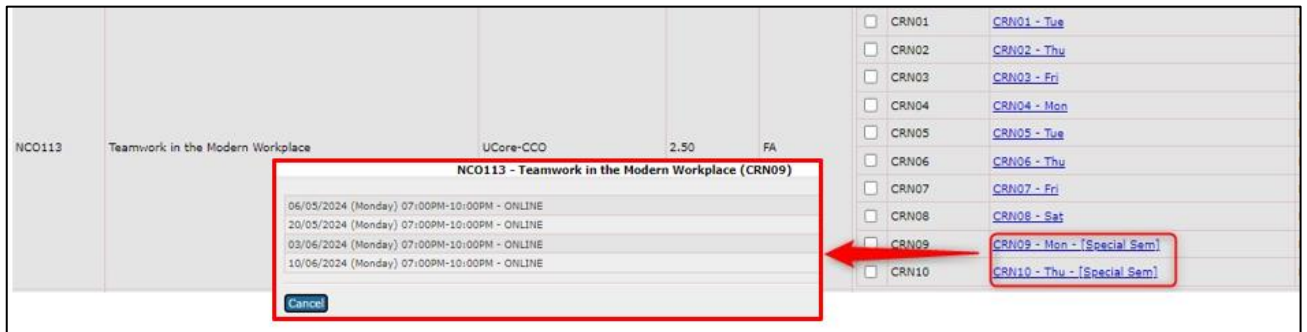 CRN01 CRN01 - Tue
CRN02 CRN02 - Thu
CRN03 CRN03 - Fri
CRN04 CRN04 - Mon
CRN05 CRN05 - Tue
NCO113 Teamwork in the Modern Workplace UCore-CCO 2.50 FA
CRN06 CRN06 - Thu
NCO113 - Teamwork in the Modern Workplace (CRN09)
CRN07 CRN07 - Fri
06/05/2024 (Monday) 07:00PM-10:00PM - ONLINE
CRN08 CRN08 - Sat
20/05/2024 (Monday) 07:00PM-10:00PM - ONLINE
03/06/2024 (Monday) 07:00PM-10:00PM - ONLINE
CRN09 CRN09 - Mon - [Special Sem]
10/06/2024 (Monday) 07:00PM-10:00PM - ONLINE
CRN10 CRN10 - Thu - [Special Sem]
Cancel